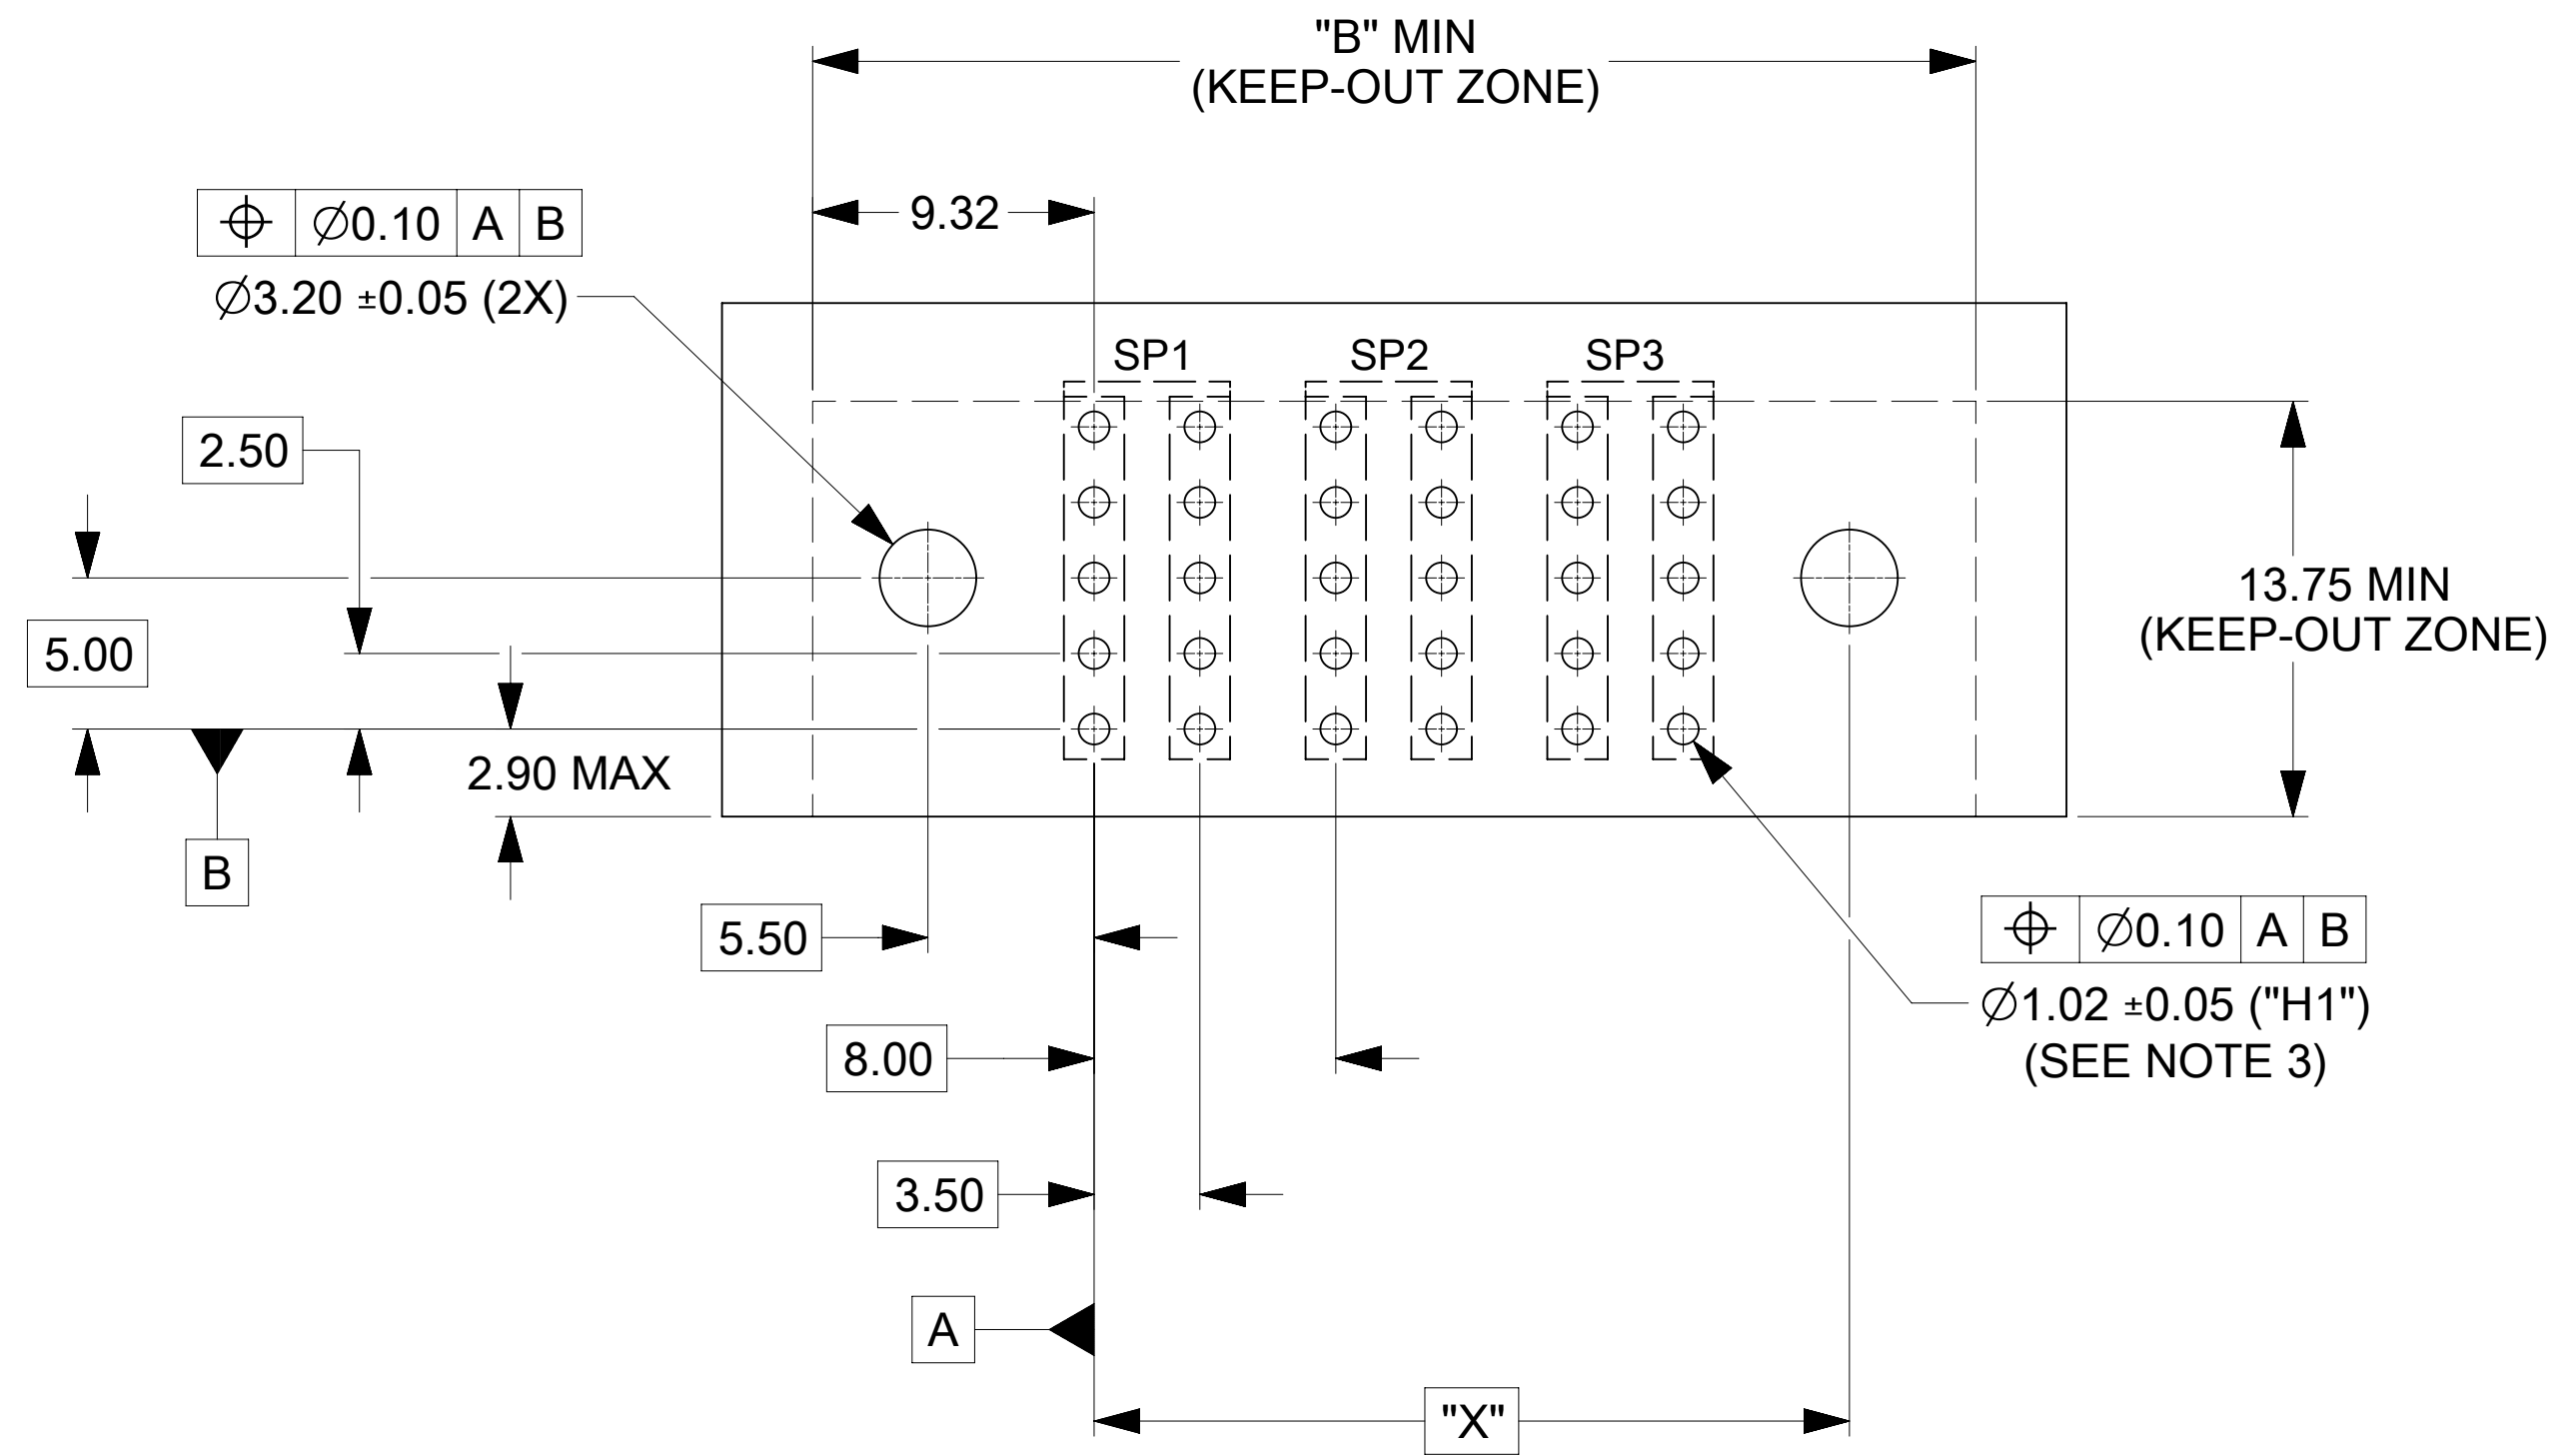 "B" MIN
(KEEP-OUT ZONE)
⌖ ∅0.10 A B
∅3.20 ±0.05 (2X)
9.32
SP1 SP2 SP3
2.50
5.00
13.75 MIN
(KEEP-OUT ZONE)
2.90 MAX
B
5.50
⌖ ∅0.10 A B
∅1.02 ±0.05 ("H1")
(SEE NOTE 3)
8.00
3.50
A
"X"